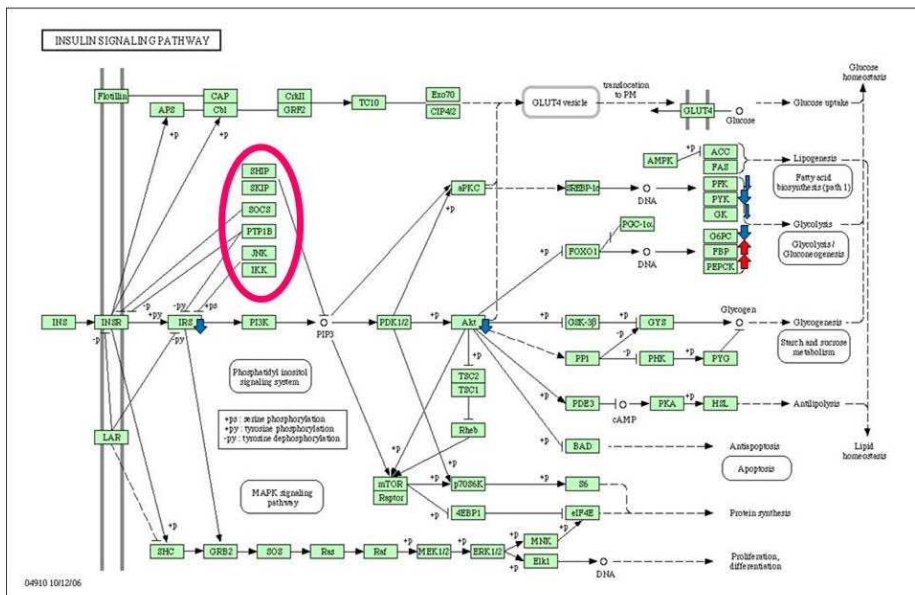 INSULIN SIGNALING PATHWAY
Flotillin
CAP
CrkII
Exo70
APS
Cbl
GRF2
TC10
CIP4/2
GLUT4 vesicle
translocation
to PM
GLUT4
Glucose
Glucose uptake
Glucose
homeostasis
+p
+p
SHIP
SKIP
SOCS
PTP1B
JNK
IKK
aPKC
+p
SREBP-1c
DNA
AMPK
+p
ACC
FAS
Lipogenesis
Fatty acid
biosynthesis (path 1)
PFK
PYK
GK
Glycolysis
PGC-1α
FOXO1
+p
DNA
G6PC
FBP
PEPCK
Glycolysis/
Gluconeogenesis
INS
INSR
-p
+py
-p
-py
+ps
IRS
-py
PI3K
PIP3
PDK1/2
+p
Akt
+p
GSK-3β
+p
GYS
Glycogen
Glycogenesis
Starch and sucrose
metabolism
PP1
-p
-p
PHK
+p
PYG
Phosphatidyl inositol
signaling system
+p
TSC2
TSC1
Rheb
+p
PDE3
cAMP
PKA
+p
HSL
Antilipolysis
+ps : serine phosphorylation
+py : tyrosine phosphorylation
-py : tyrosine dephosphorylation
LAR
+p
BAD
Antiapoptosis
Apoptosis
Lipid
homeostasis
MAPK signaling
pathway
+p
+p
mTOR
Raptor
+p
p70S6K
+p
S6
+p
4EBP1
eIF4E
Protein synthesis
+p
SHC
GRB2
SOS
Ras
Raf
+p
MEK1/2
+p
ERK1/2
+p
MNK
+p
+p
Elk1
DNA
Proliferation,
differentiation
04910 10/12/06